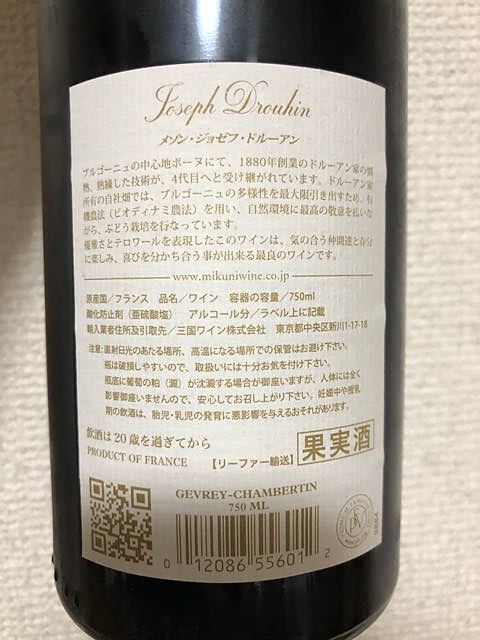 Joseph Drouhin
メゾン・ジョゼフ・ドルーアン
ブルゴーニュの中心地ボーヌにて、1880年創業のドルーアン家の情
熱、熟練した技術が、4代目へと受け継がれています。ドルーアン家
所有の自社畑では、ブルゴーニュの多様性を最大限引き出すため、有
機農法(ビオディナミ農法)を用い、自然環境に最高の敬意を払いな
がら、ぶどう栽培を行なっています。
優雅さとテロワールを表現したこのワインは、気の合う仲間達と存分
に楽しみ、喜びを分かち合う事が出来る最良のワインです。
www.mikuniwine.co.jp
原産国/フランス 品名/ワイン 容器の容量/750ml
酸化防止剤(亜硫酸塩) アルコール分/ラベル上に記載
輸入業者住所及引取先/三国ワイン株式会社 東京都中央区新川1-17-18
注意:直射日光のあたる場所、高温になる場所での保管はお避け下さい。
瓶は破損しやすいので、取扱いには十分お気を付け下さい。
瓶底に葡萄の粕(澱)が沈澱する場合が御座いますが、人体には全く
影響御座いませんので、安心してお召し上がり下さい。妊娠中や授乳
期の飲酒は、胎児・乳児の発育に悪影響を与えるおそれがあります。
飲酒は20歳を過ぎてから
PRODUCT OF FRANCE 【リーファー輸送】 果実酒
GEVREY-CHAMBERTIN
750 ML
0 12086 55601 2